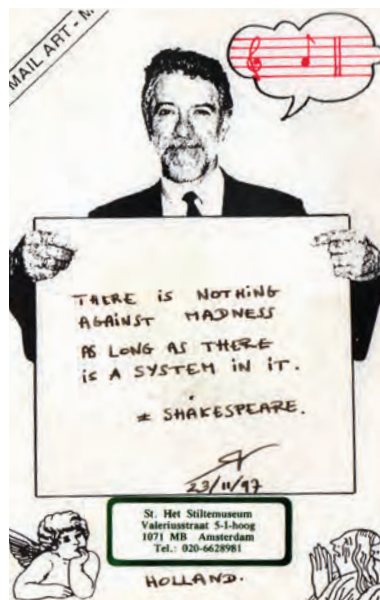 MAIL ART - M
THERE is NOTHiNG
AGAiNST MADNESS
AS LONG AS THERE
is A SYSTEM iN iT.
± SHAKESPEARE.
23/11/97
St. Het Stiltemuseum
Valeriusstraat 5-I-hoog
1071 MB Amsterdam
Tel.: 020-6628981
HOLLAND.